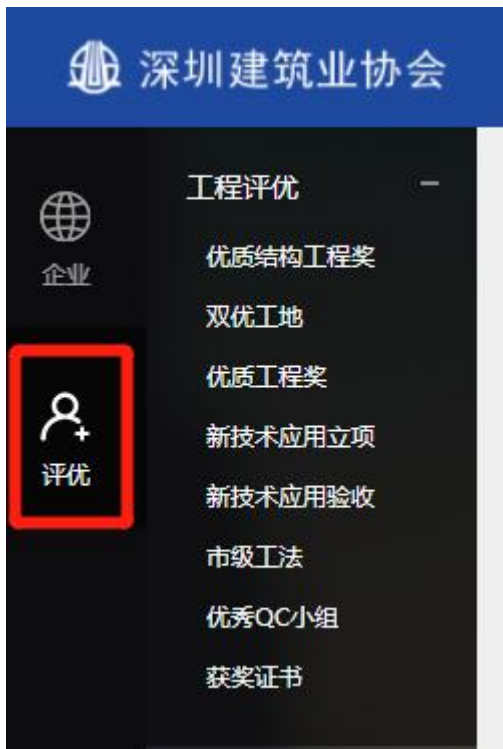 深圳建筑业协会
企业
评优
工程评优
优质结构工程奖
双优工地
优质工程奖
新技术应用立项
新技术应用验收
市级工法
优秀QC小组
获奖证书